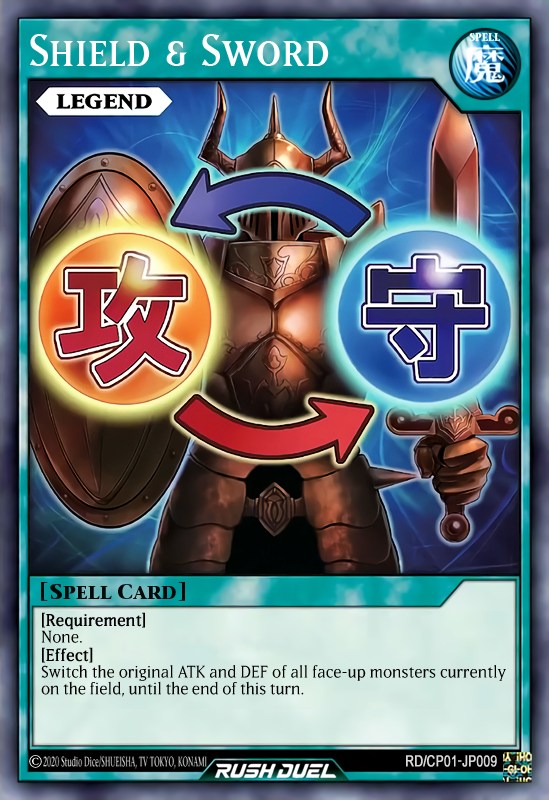 SHIELD & SWORD
SPELL
魔
LEGEND
攻
守
[SPELL CARD]
[Requirement]
None.
[Effect]
Switch the original ATK and DEF of all face-up monsters currently
on the field, until the end of this turn.
©2020 Studio Dice/SHUEISHA, TV TOKYO, KONAMI
RUSH DUEL
RD/CP01-JP009